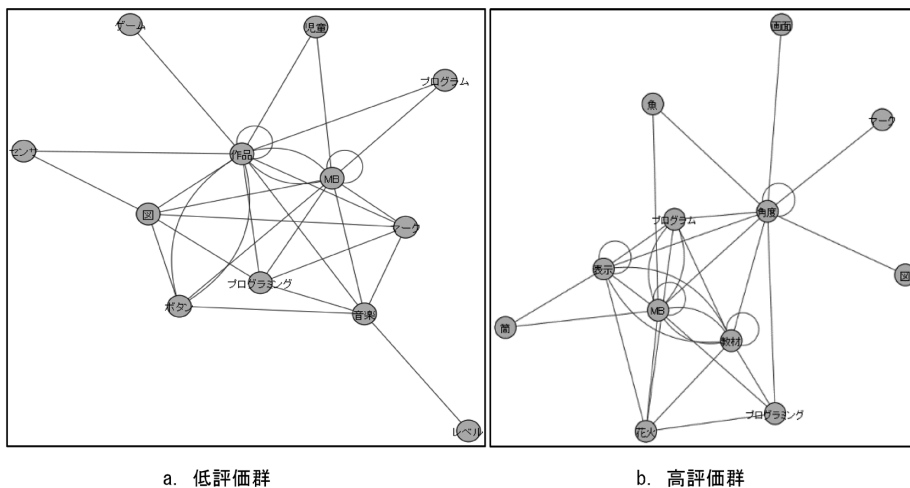 ゲーム
児童
プログラム
センサ
作品
MB
図
マーク
プログラミング
ボタン
音楽
レベル
画面
魚
マーク
角度
プログラム
表示
図
MB
筒
教材
プログラミング
花火
a. 低評価群
b. 高評価群